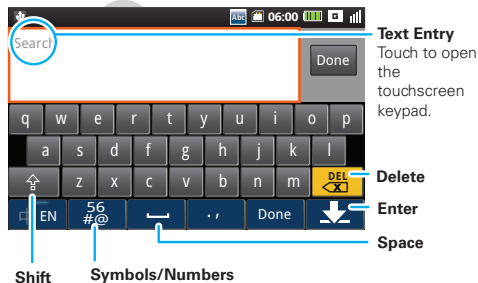 Abc 06:00 G
Search
Done
q w e r t y u i o p
a s d f g h j k l
z x c v b n m DEL X
EN 56 #@ ., Done
Text Entry
Touch to open
the
touchscreen
keypad.
Delete
Enter
Space
Shift
Symbols/Numbers